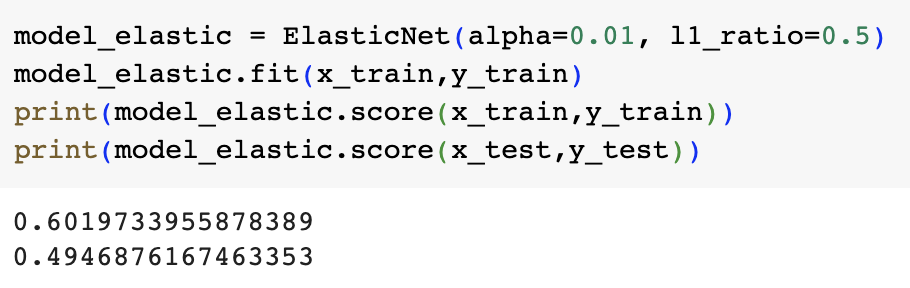 model_elastic = ElasticNet(alpha=0.01, l1_ratio=0.5)
model_elastic.fit(x_train,y_train)
print(model_elastic.score(x_train,y_train))
print(model_elastic.score(x_test,y_test))
0.6019733955878389
0.4946876167463353